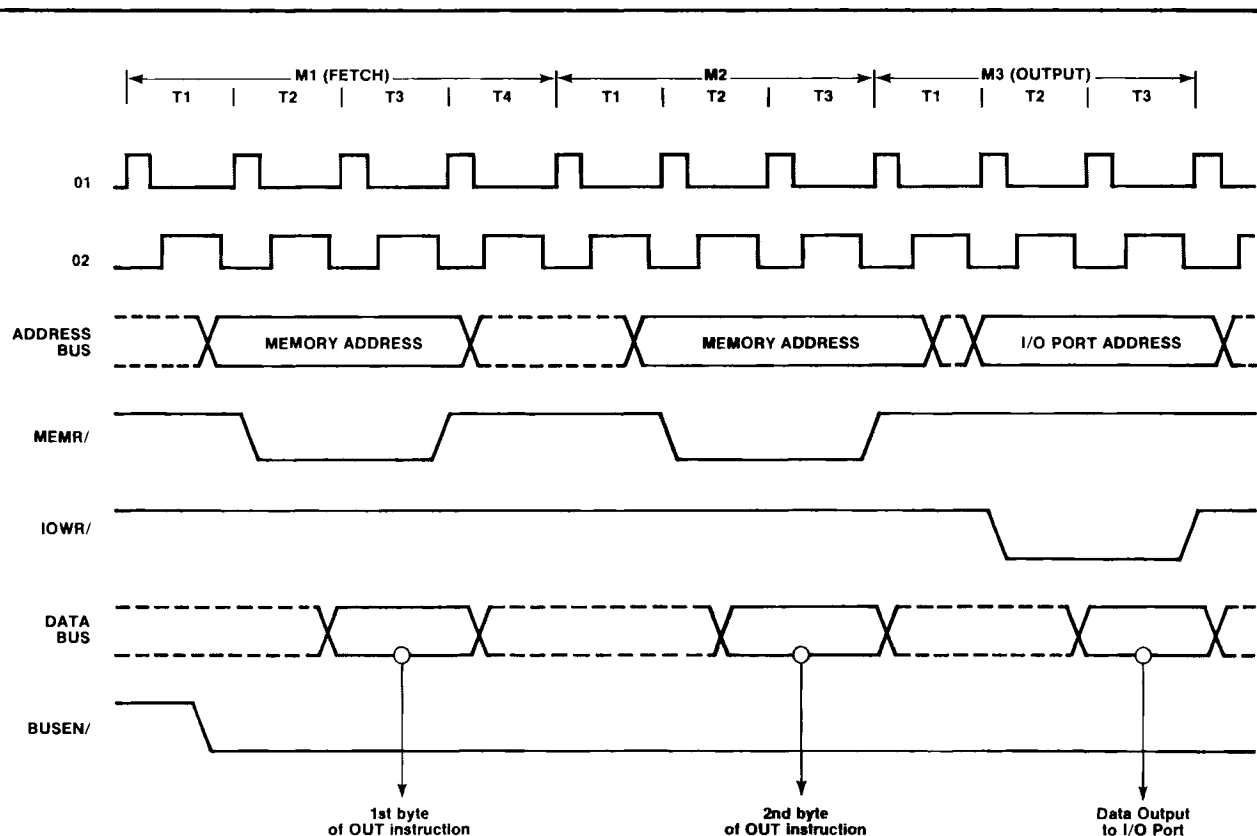 M1 (FETCH) M2 M3 (OUTPUT)
T1 T2 T3 T4 T1 T2 T3 T1 T2 T3
01
02
ADDRESS
BUS
MEMORY ADDRESS MEMORY ADDRESS I/O PORT ADDRESS
MEMR/
IOWR/
DATA
BUS
BUSEN/
1st byte
of OUT instruction
2nd byte
of OUT instruction
Data Output
to I/O Port